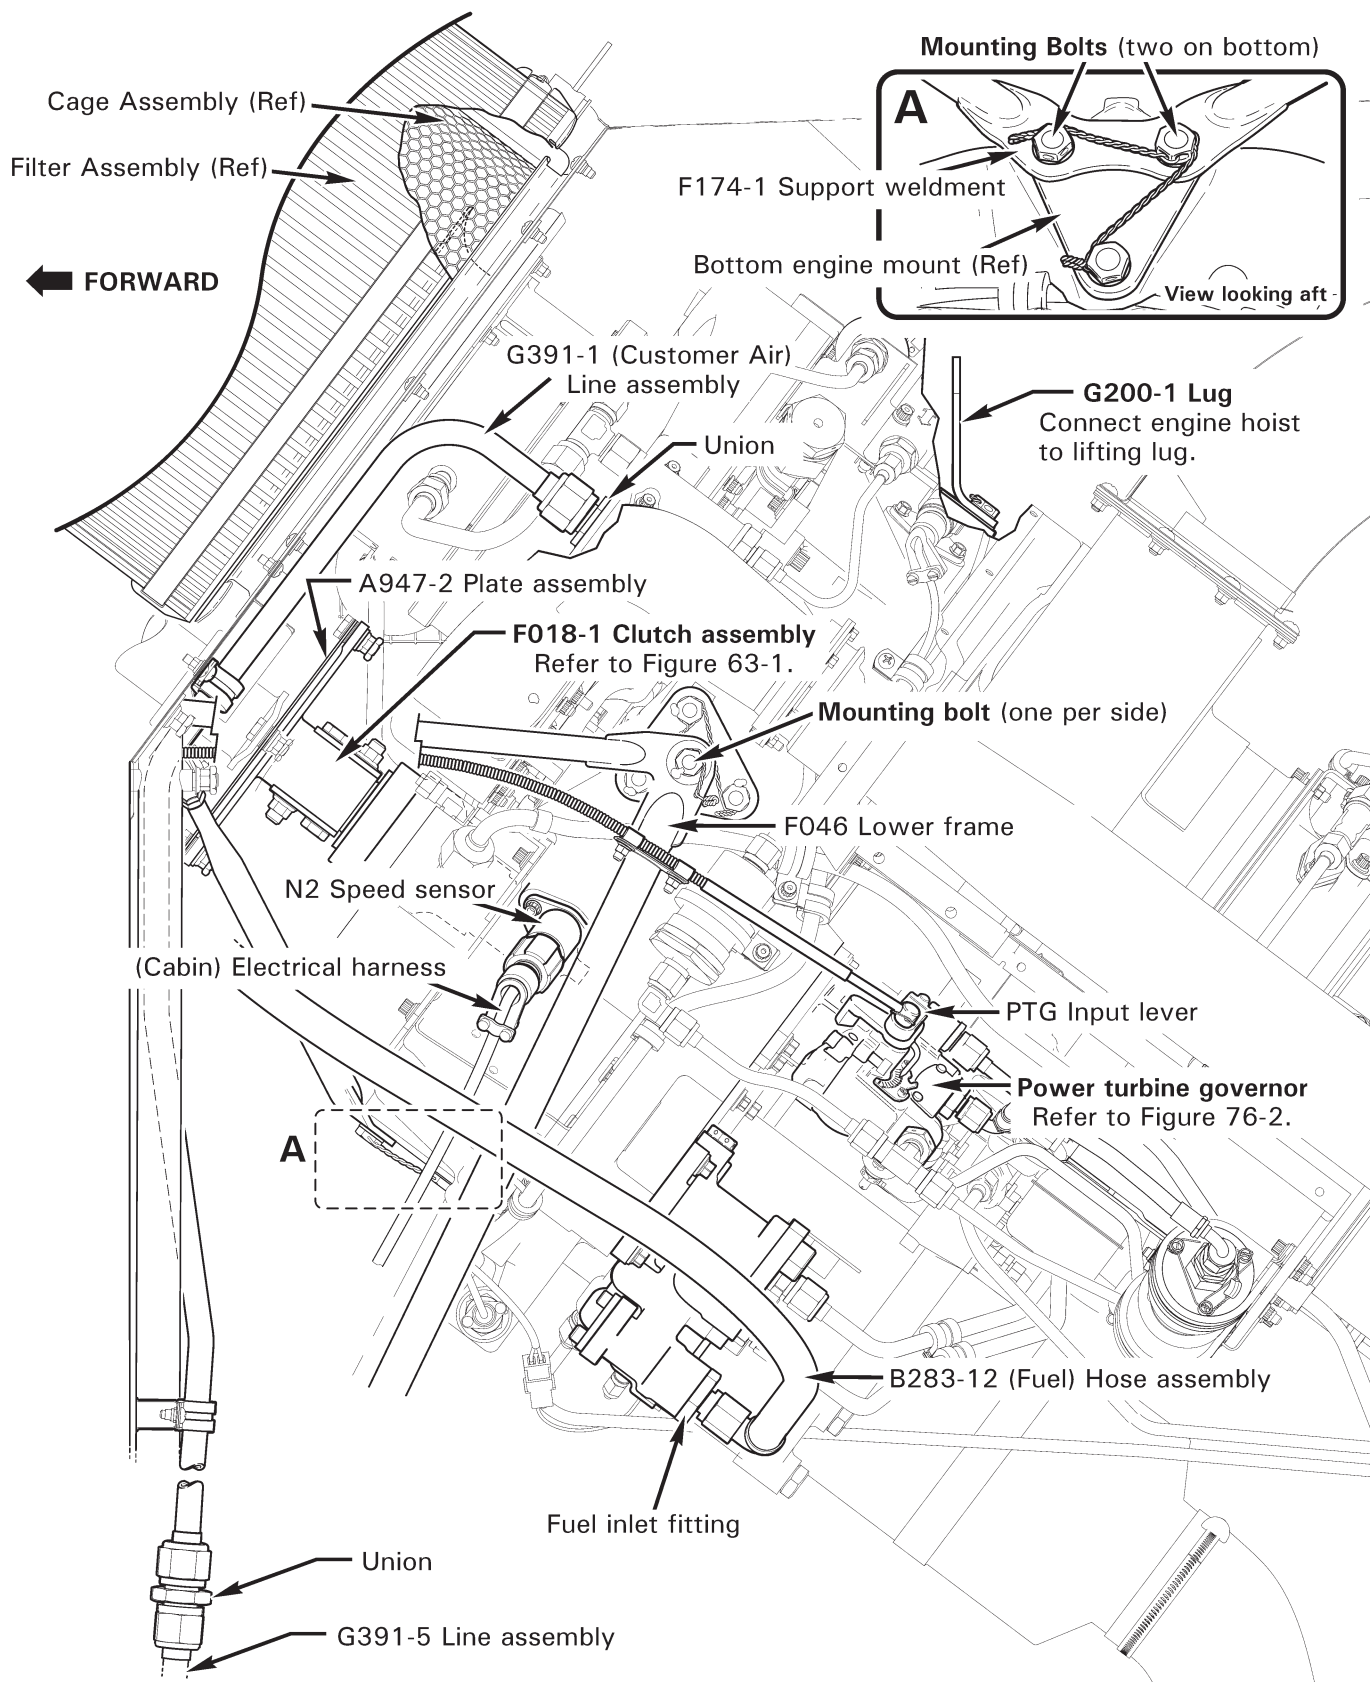 Mounting Bolts (two on bottom)
Cage Assembly (Ref)
A
Filter Assembly (Ref)
F174-1 Support weldment
Bottom engine mount (Ref)
FORWARD
View looking aft
G391-1 (Customer Air)
Line assembly
G200-1 Lug
Connect engine hoist
to lifting lug.
Union
A947-2 Plate assembly
F018-1 Clutch assembly
Refer to Figure 63-1.
Mounting bolt (one per side)
F046 Lower frame
N2 Speed sensor
(Cabin) Electrical harness
PTG Input lever
Power turbine governor
Refer to Figure 76-2.
A
B283-12 (Fuel) Hose assembly
Fuel inlet fitting
Union
G391-5 Line assembly